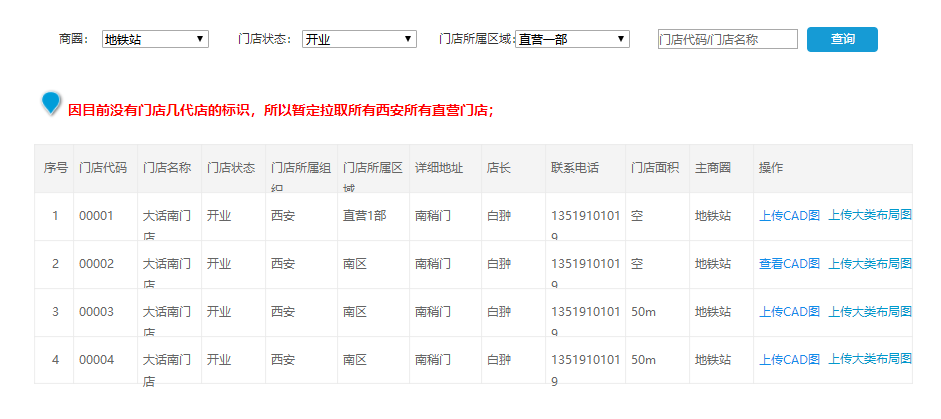 商圈： 地铁站 门店状态： 开业 门店所属区域: 直营一部 门店代码/门店名称 查询
因目前没有门店几代店的标识，所以暂定拉取所有西安所有直营门店；
序号 门店代码 门店名称 门店状态 门店所属组织 门店所属区域 详细地址 店长 联系电话 门店面积 主商圈 操作
1 00001 大话南门店 开业 西安 直营1部 南稍门 白翀 13519101019 空 地铁站 上传CAD图 上传大类布局图
2 00002 大话南门店 开业 西安 南区 南稍门 白翀 13519101019 空 地铁站 查看CAD图 上传大类布局图
3 00003 大话南门店 开业 西安 南区 南稍门 白翀 13519101019 50m 地铁站 上传CAD图 上传大类布局图
4 00004 大话南门店 开业 西安 南区 南稍门 白翀 13519101019 50m 地铁站 上传CAD图 上传大类布局图